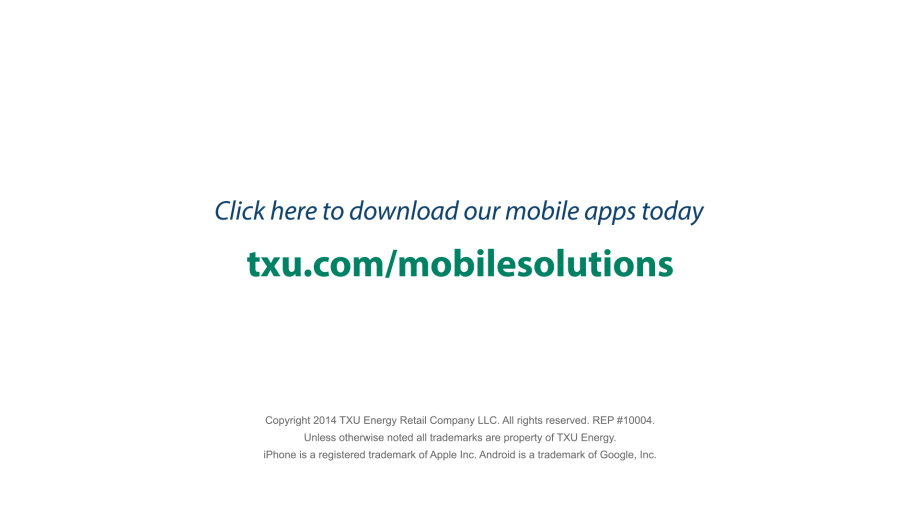 Click here to download our mobile apps today
txu.com/mobilesolutions
Copyright 2014 TXU Energy Retail Company LLC. All rights reserved. REP #10004.
Unless otherwise noted all trademarks are property of TXU Energy.
iPhone is a registered trademark of Apple Inc. Android is a trademark of Google, Inc.